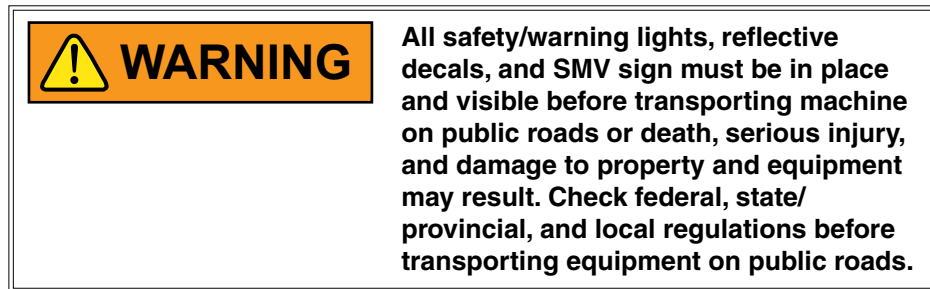 WARNING
All safety/warning lights, reflective
decals, and SMV sign must be in place
and visible before transporting machine
on public roads or death, serious injury,
and damage to property and equipment
may result. Check federal, state/
provincial, and local regulations before
transporting equipment on public roads.